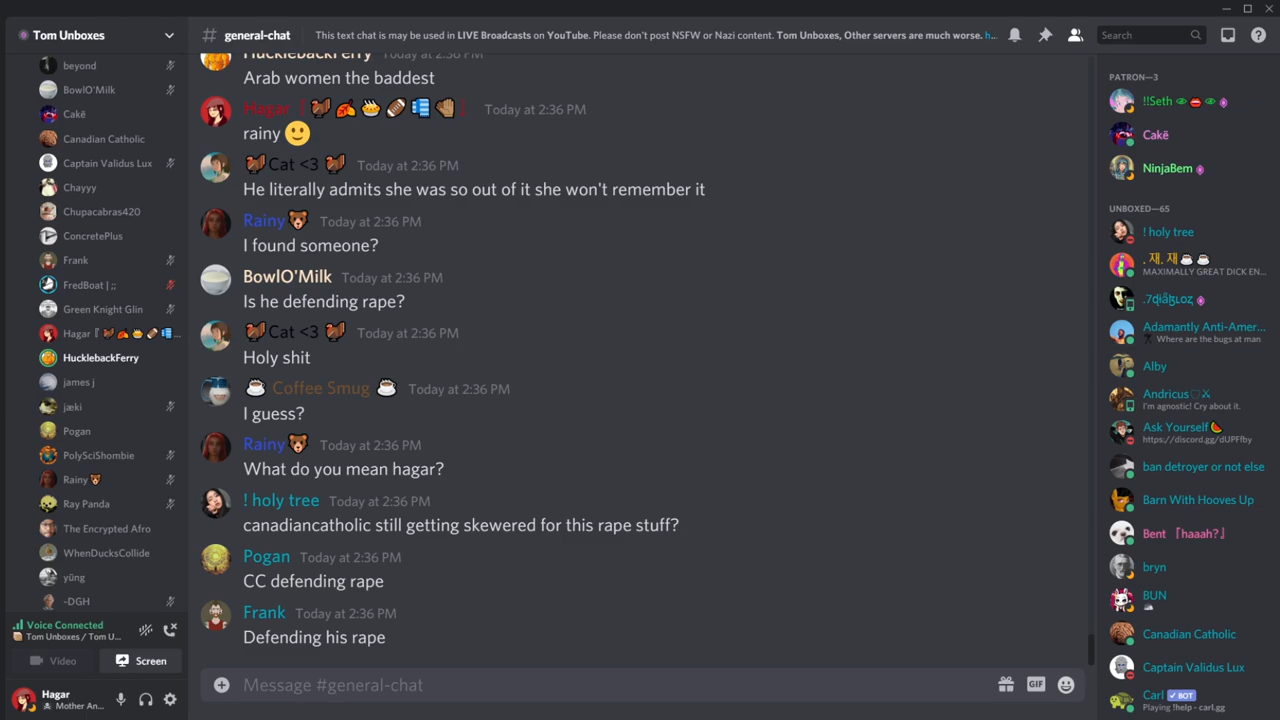 Tom Unboxes
beyond
BowlO'Milk
Cakë
Canadian Catholic
Captain Validus Lux
Chayyy
Chupacabras420
ConcretePlus
Frank
FredBoat | ;;
Green Knight Glin
Hagar『🦃🍂🥧🏈🥫...
HucklebackFerry
james j
jæki
Pogan
PolySciShombie
Rainy🐻
Ray Panda
The Encrypted Afro
WhenDucksCollide
yüng
-DGH
Voice Connected
Tom Unboxes / Tom U...
Video
Screen
Hagar
Mother An...
# general-chat
This text chat is may be used in LIVE Broadcasts on YouTube. Please don't post NSFW or Nazi content. Tom Unboxes, Other servers are much worse. h...
Search
HucklebackFerry Today at 2:36 PM
Arab women the baddest
Hagar Today at 2:36 PM
rainy 🙂
🦃Cat <3 🦃 Today at 2:36 PM
He literally admits she was so out of it she won't remember it
Rainy🐻 Today at 2:36 PM
I found someone?
BowlO'Milk Today at 2:36 PM
Is he defending rape?
🦃Cat <3 🦃 Today at 2:36 PM
Holy shit
☕ Coffee Smug ☕ Today at 2:36 PM
I guess?
Rainy🐻 Today at 2:36 PM
What do you mean hagar?
! holy tree Today at 2:36 PM
canadiancatholic still getting skewered for this rape stuff?
Pogan Today at 2:36 PM
CC defending rape
Frank Today at 2:36 PM
Defending his rape
Message #general-chat
GIF
PATRON—3
!!Seth 👁👄👁
Cakë
NinjaBem
UNBOXED—65
! holy tree
. 재. 재☕☕
MAXIMALLY GREAT DICK EN...
Adamantly Anti-Amer...
Where are the bugs at man
Alby
Andricus♡⚔
I'm agnostic! Cry about it.
Ask Yourself🍉
https://discord.gg/dUPFfby
ban detroyer or not else
Barn With Hooves Up
Bent『haaah?』
bryn
BUN
Canadian Catholic
Captain Validus Lux
Carl ✓BOT
Playing !help - carl.gg